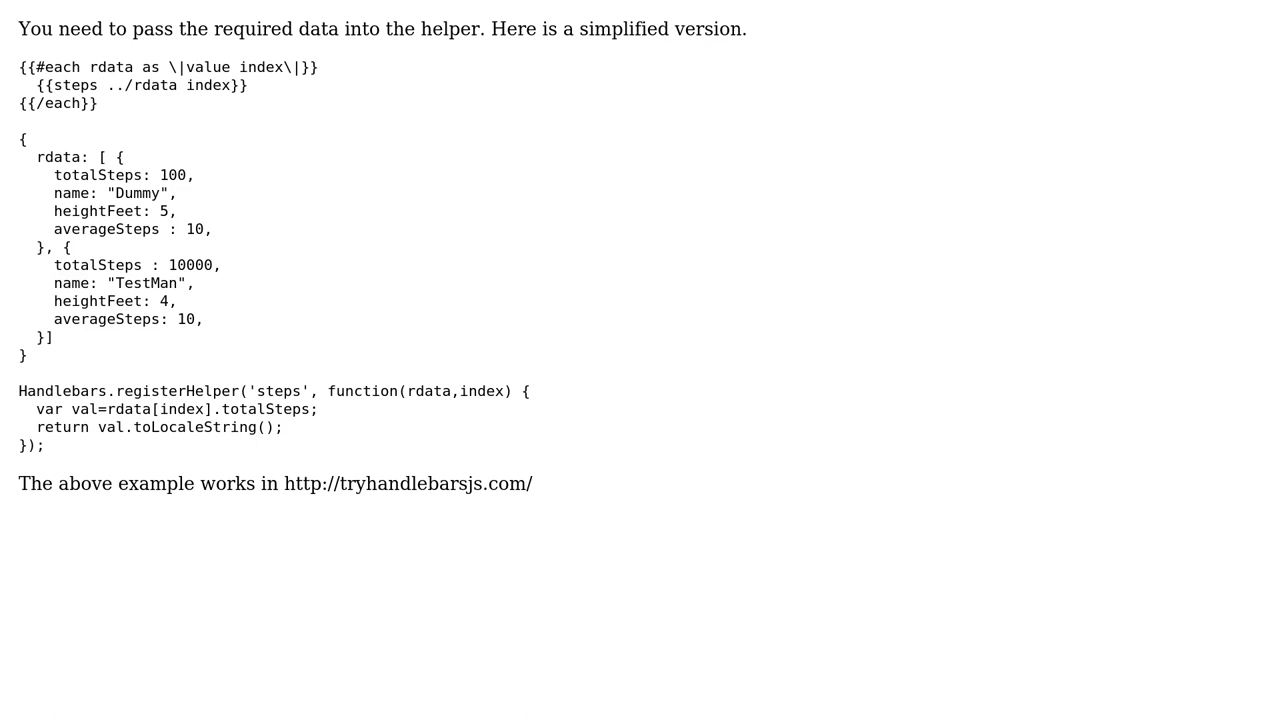 You need to pass the required data into the helper. Here is a simplified version.
{{#each rdata as \|value index\|}}
  {{steps ../rdata index}}
{{/each}}

{
  rdata: [ {
    totalSteps: 100,
    name: "Dummy",
    heightFeet: 5,
    averageSteps : 10,
  }, {
    totalSteps : 10000,
    name: "TestMan",
    heightFeet: 4,
    averageSteps: 10,
  }]
}

Handlebars.registerHelper('steps', function(rdata,index) {
  var val=rdata[index].totalSteps;
  return val.toLocaleString();
});
The above example works in http://tryhandlebarsjs.com/